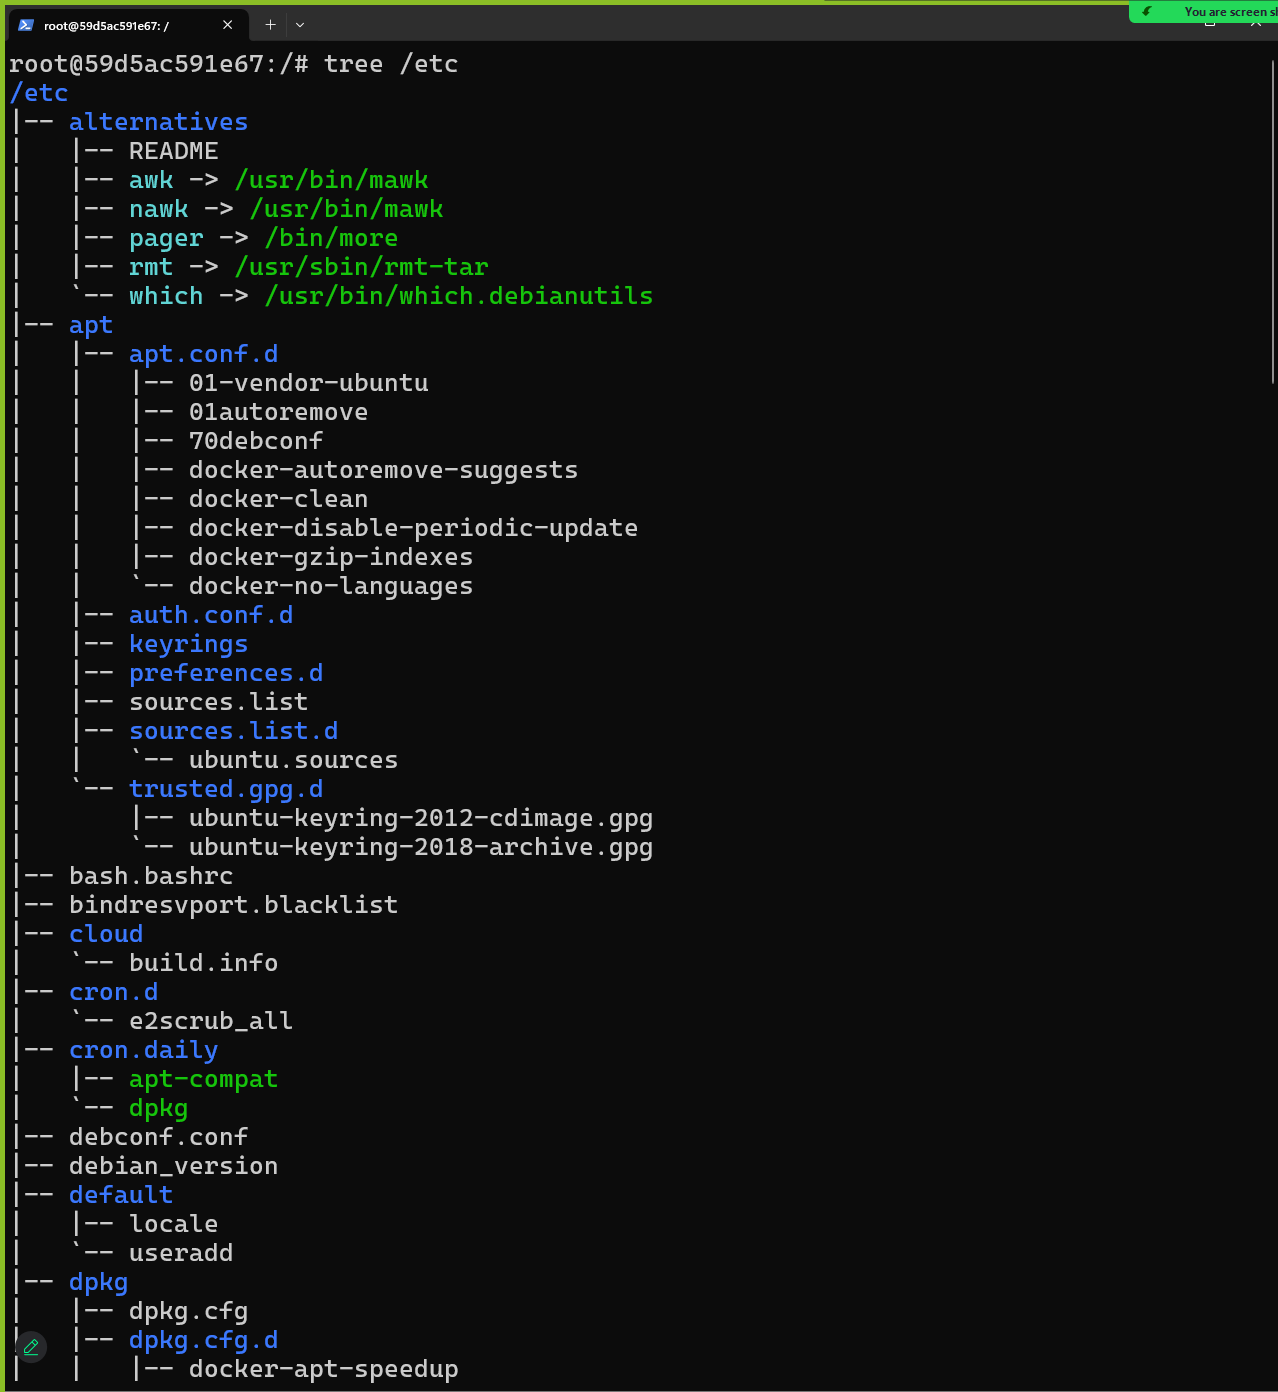 root@59d5ac591e67: /
You are screen s
root@59d5ac591e67:/# tree /etc
/etc
|-- alternatives
|   |-- README
|   |-- awk -> /usr/bin/mawk
|   |-- nawk -> /usr/bin/mawk
|   |-- pager -> /bin/more
|   |-- rmt -> /usr/sbin/rmt-tar
|   `-- which -> /usr/bin/which.debianutils
|-- apt
|   |-- apt.conf.d
|   |   |-- 01-vendor-ubuntu
|   |   |-- 01autoremove
|   |   |-- 70debconf
|   |   |-- docker-autoremove-suggests
|   |   |-- docker-clean
|   |   |-- docker-disable-periodic-update
|   |   |-- docker-gzip-indexes
|   |   `-- docker-no-languages
|   |-- auth.conf.d
|   |-- keyrings
|   |-- preferences.d
|   |-- sources.list
|   |-- sources.list.d
|   |   `-- ubuntu.sources
|   `-- trusted.gpg.d
|       |-- ubuntu-keyring-2012-cdimage.gpg
|       `-- ubuntu-keyring-2018-archive.gpg
|-- bash.bashrc
|-- bindresvport.blacklist
|-- cloud
|   `-- build.info
|-- cron.d
|   `-- e2scrub_all
|-- cron.daily
|   |-- apt-compat
|   `-- dpkg
|-- debconf.conf
|-- debian_version
|-- default
|   |-- locale
|   `-- useradd
|-- dpkg
|   |-- dpkg.cfg
|   |-- dpkg.cfg.d
|   |   |-- docker-apt-speedup